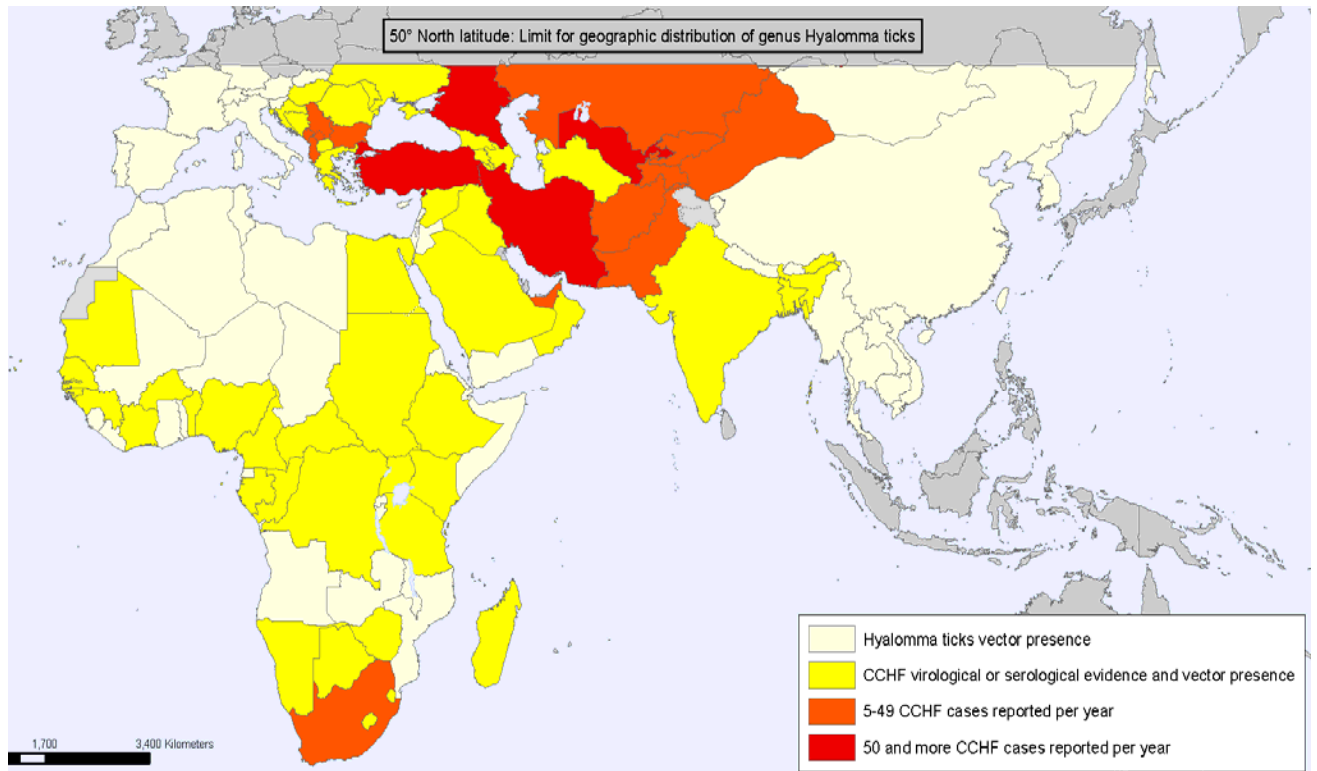 50° North latitude: Limit for geographic distribution of genus Hyalomma ticks
Hyalomma ticks vector presence
CCHF virological or serological evidence and vector presence
5-49 CCHF cases reported per year
50 and more CCHF cases reported per year
1,700 3,400 Kilometers